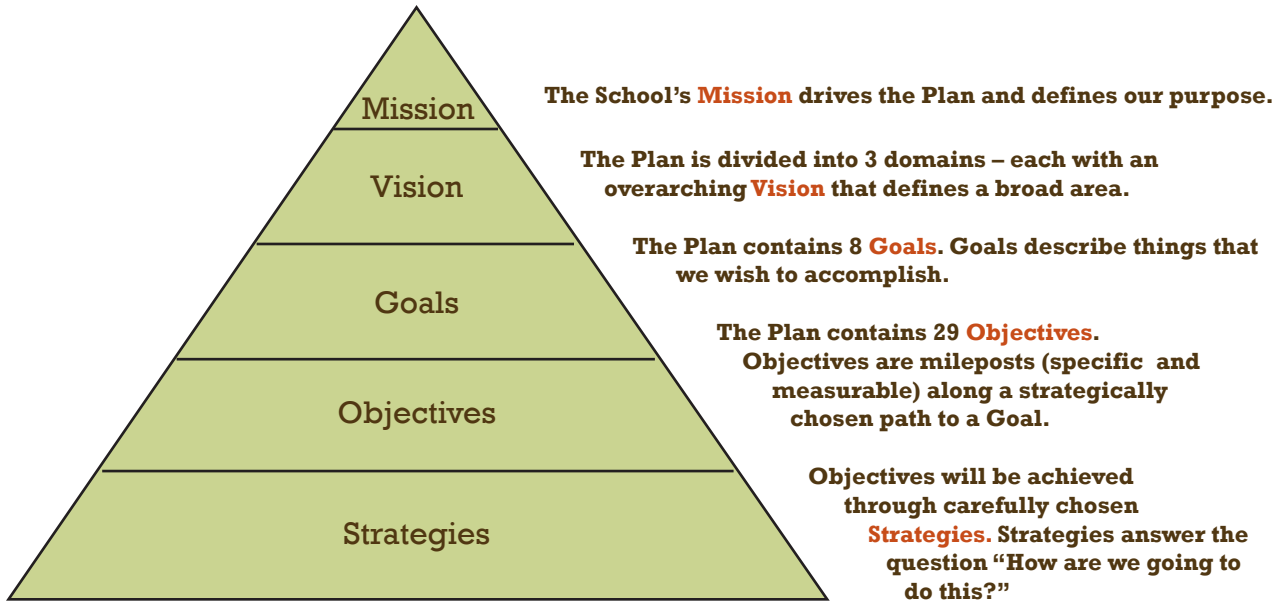 Mission
The School’s Mission drives the Plan and defines our purpose.
Vision
The Plan is divided into 3 domains – each with an
overarching Vision that defines a broad area.
Goals
The Plan contains 8 Goals. Goals describe things that
we wish to accomplish.
Objectives
The Plan contains 29 Objectives.
Objectives are mileposts (specific and
measurable) along a strategically
chosen path to a Goal.
Strategies
Objectives will be achieved
through carefully chosen
Strategies. Strategies answer the
question “How are we going to
do this?”